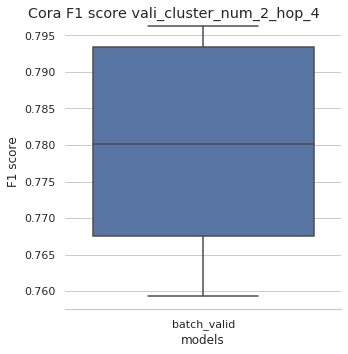 Cora F1 score vali_cluster_num_2_hop_4
0.795
0.790
0.785
0.780
0.775
0.770
0.765
0.760
F1 score
batch_valid
models